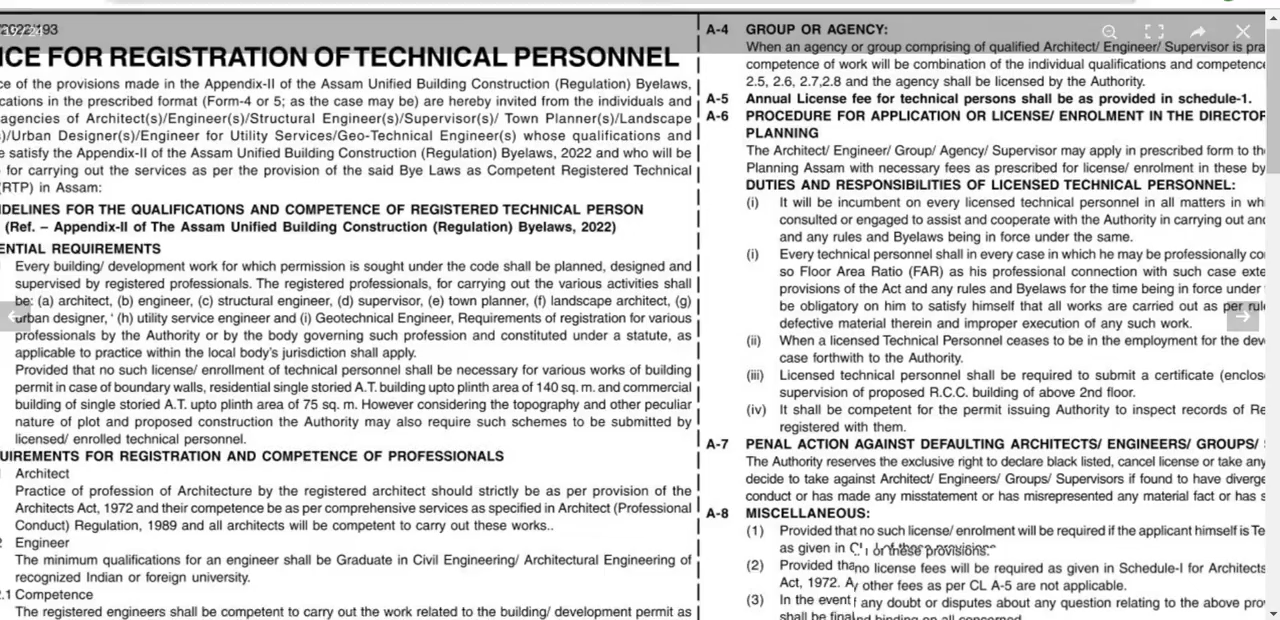 2022/193
ICE FOR REGISTRATION OF TECHNICAL PERSONNEL
ce of the provisions made in the Appendix-II of the Assam Unified Building Construction (Regulation) Byelaws,
cations in the prescribed format (Form-4 or 5; as the case may be) are hereby invited from the individuals and
agencies of Architect(s)/Engineer(s)/Structural Engineer(s)/Supervisor(s)/ Town Planner(s)/Landscape
s)/Urban Designer(s)/Engineer for Utility Services/Geo-Technical Engineer(s) whose qualifications and
e satisfy the Appendix-II of the Assam Unified Building Construction (Regulation) Byelaws, 2022 and who will be
for carrying out the services as per the provision of the said Bye Laws as Competent Registered Technical
(RTP) in Assam:
IDELINES FOR THE QUALIFICATIONS AND COMPETENCE OF REGISTERED TECHNICAL PERSON
(Ref. – Appendix-II of The Assam Unified Building Construction (Regulation) Byelaws, 2022)
ENTIAL REQUIREMENTS
Every building/ development work for which permission is sought under the code shall be planned, designed and
supervised by registered professionals. The registered professionals, for carrying out the various activities shall
be: (a) architect, (b) engineer, (c) structural engineer, (d) supervisor, (e) town planner, (f) landscape architect, (g)
urban designer, ' (h) utility service engineer and (i) Geotechnical Engineer, Requirements of registration for various
professionals by the Authority or by the body governing such profession and constituted under a statute, as
applicable to practice within the local body's jurisdiction shall apply.
Provided that no such license/ enrollment of technical personnel shall be necessary for various works of building
permit in case of boundary walls, residential single storied A.T. building upto plinth area of 140 sq. m. and commercial
building of single storied A.T. upto plinth area of 75 sq. m. However considering the topography and other peculiar
nature of plot and proposed construction the Authority may also require such schemes to be submitted by
licensed/ enrolled technical personnel.
UIREMENTS FOR REGISTRATION AND COMPETENCE OF PROFESSIONALS
Architect
Practice of profession of Architecture by the registered architect should strictly be as per provision of the
Architects Act, 1972 and their competence be as per comprehensive services as specified in Architect (Professional
Conduct) Regulation, 1989 and all architects will be competent to carry out these works..
2 Engineer
The minimum qualifications for an engineer shall be Graduate in Civil Engineering/ Architectural Engineering of
recognized Indian or foreign university.
.1 Competence
The registered engineers shall be competent to carry out the work related to the building/ development permit as
A-4 GROUP OR AGENCY:
When an agency or group comprising of qualified Architect/ Engineer/ Supervisor is pra
competence of work will be combination of the individual qualifications and competence
2.5, 2.6, 2.7,2.8 and the agency shall be licensed by the Authority.
A-5 Annual License fee for technical persons shall be as provided in schedule-1.
A-6 PROCEDURE FOR APPLICATION OR LICENSE/ ENROLMENT IN THE DIRECTOR
PLANNING
The Architect/ Engineer/ Group/ Agency/ Supervisor may apply in prescribed form to th
Planning Assam with necessary fees as prescribed for license/ enrolment in these by
DUTIES AND RESPONSIBILITIES OF LICENSED TECHNICAL PERSONNEL:
(i) It will be incumbent on every licensed technical personnel in all matters in wh
consulted or engaged to assist and cooperate with the Authority in carrying out and
and any rules and Byelaws being in force under the same.
(i) Every technical personnel shall in every case in which he may be professionally co
so Floor Area Ratio (FAR) as his professional connection with such case exte
provisions of the Act and any rules and Byelaws for the time being in force under
be obligatory on him to satisfy himself that all works are carried out as per rule
defective material therein and improper execution of any such work.
(ii) When a licensed Technical Personnel ceases to be in the employment for the dev
case forthwith to the Authority.
(iii) Licensed technical personnel shall be required to submit a certificate (enclos
supervision of proposed R.C.C. building of above 2nd floor.
(iv) It shall be competent for the permit issuing Authority to inspect records of Re
registered with them.
A-7 PENAL ACTION AGAINST DEFAULTING ARCHITECTS/ ENGINEERS/ GROUPS/
The Authority reserves the exclusive right to declare black listed, cancel license or take any
decide to take against Architect/ Engineers/ Groups/ Supervisors if found to have diverge
conduct or has made any misstatement or has misrepresented any material fact or has s
A-8 MISCELLANEOUS:
(1) Provided that no such license/ enrolment will be required if the applicant himself is Te
as given in of these provisions.
(2) Provided tha no license fees will be required as given in Schedule-I for Architects
Act, 1972. A y other fees as per CL A-5 are not applicable.
(3) In the event f any doubt or disputes about any question relating to the above prov
shall be final nd binding on all concerned.